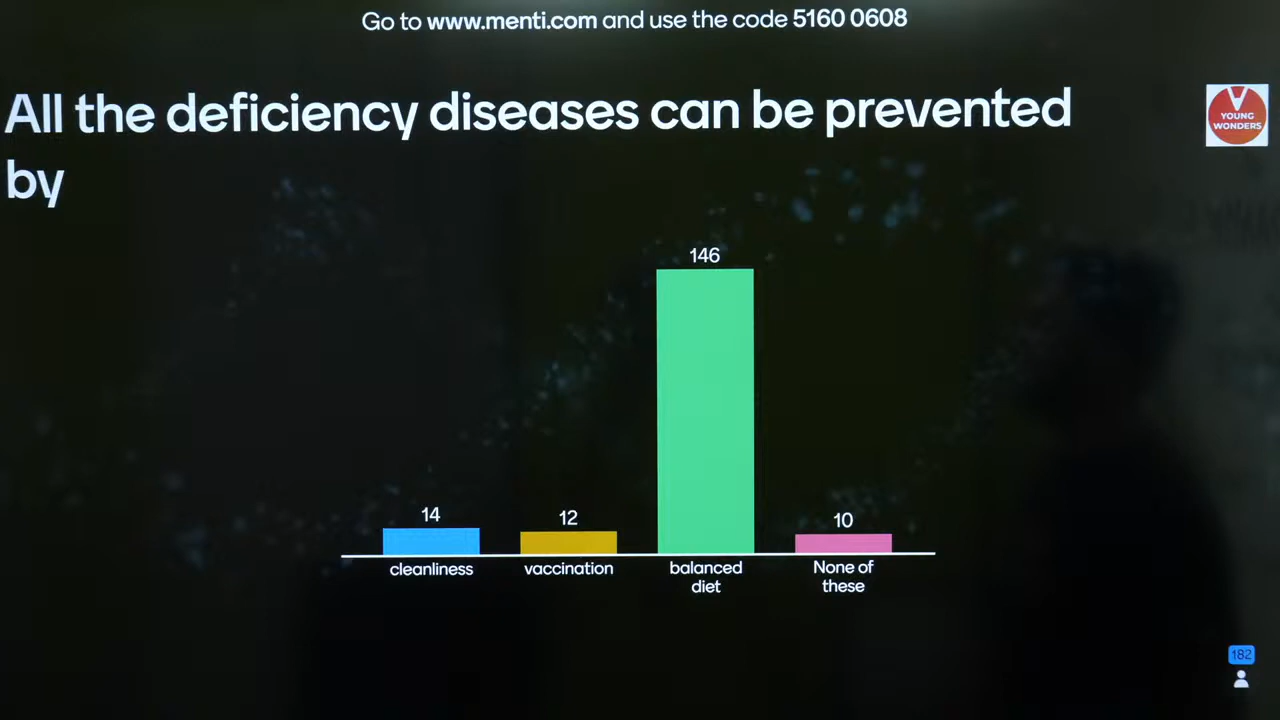 Go to www.menti.com and use the code 5160 0608
All the deficiency diseases can be prevented
by
YOUNG
WONDERS
146
14
12
10
cleanliness
vaccination
balanced
diet
None of
these
182